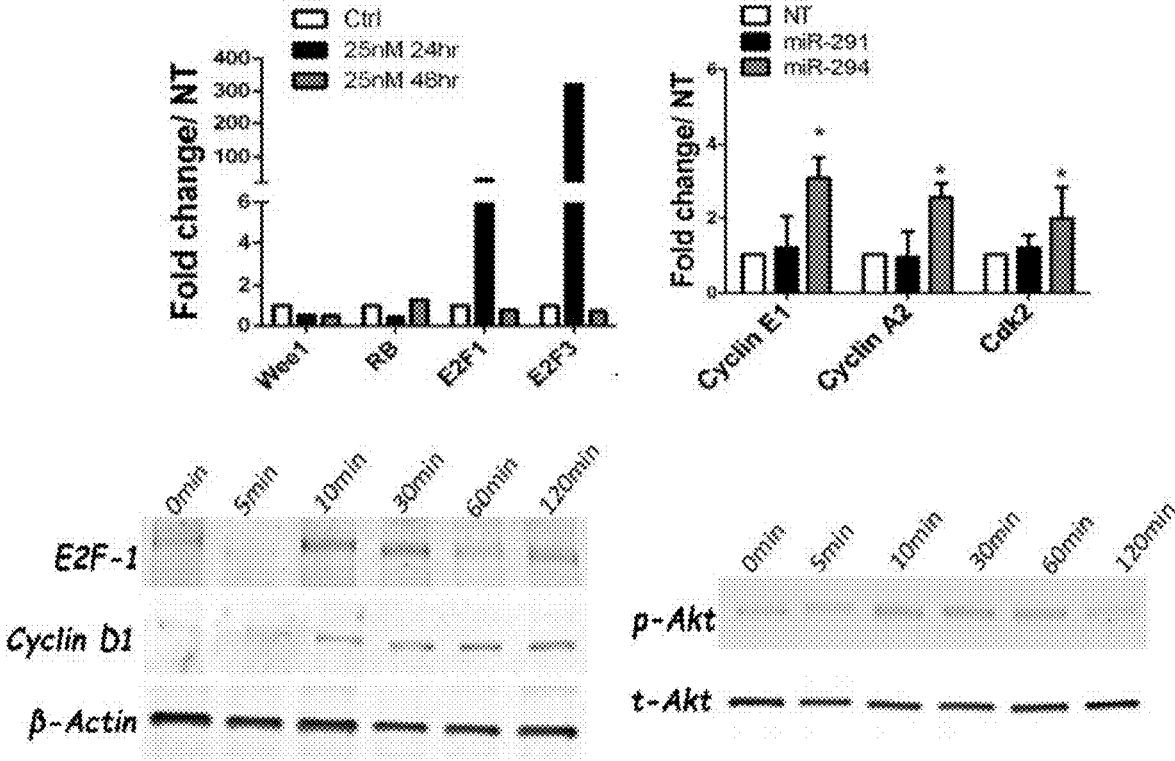 Ctrl
25nM 24hr
25nM 48hr
Fold change/ NT
400
300
200
100
6
4
2
0
Wee1
RB
E2F1
E2F3
NT
miR-291
miR-294
Fold change/ NT
6
4
2
0
*
*
*
Cyclin E1
Cyclin A2
Cdk2
0min
5min
10min
30min
60min
120min
E2F-1
Cyclin D1
β-Actin
0min
5min
10min
30min
60min
120min
p-Akt
t-Akt